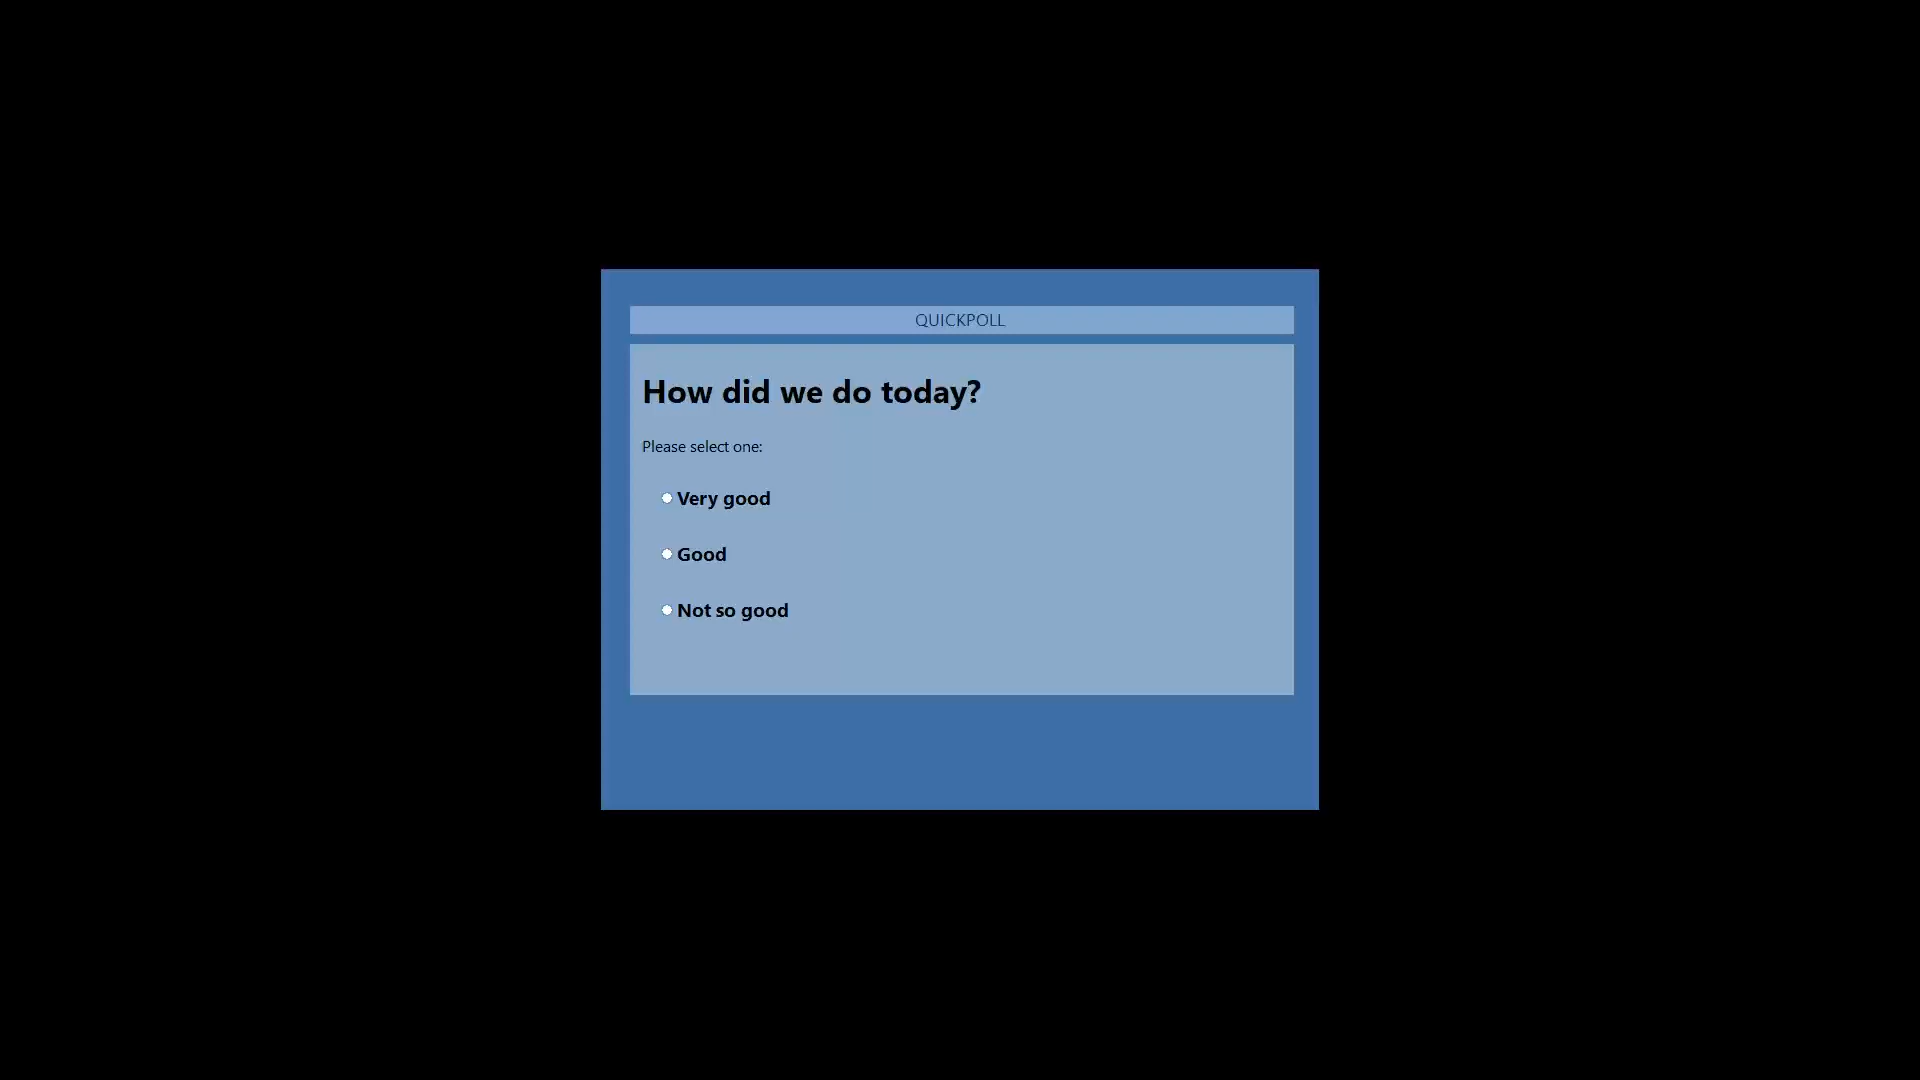 QUICKPOLL
How did we do today?
Please select one:
Very good
Good
Not so good